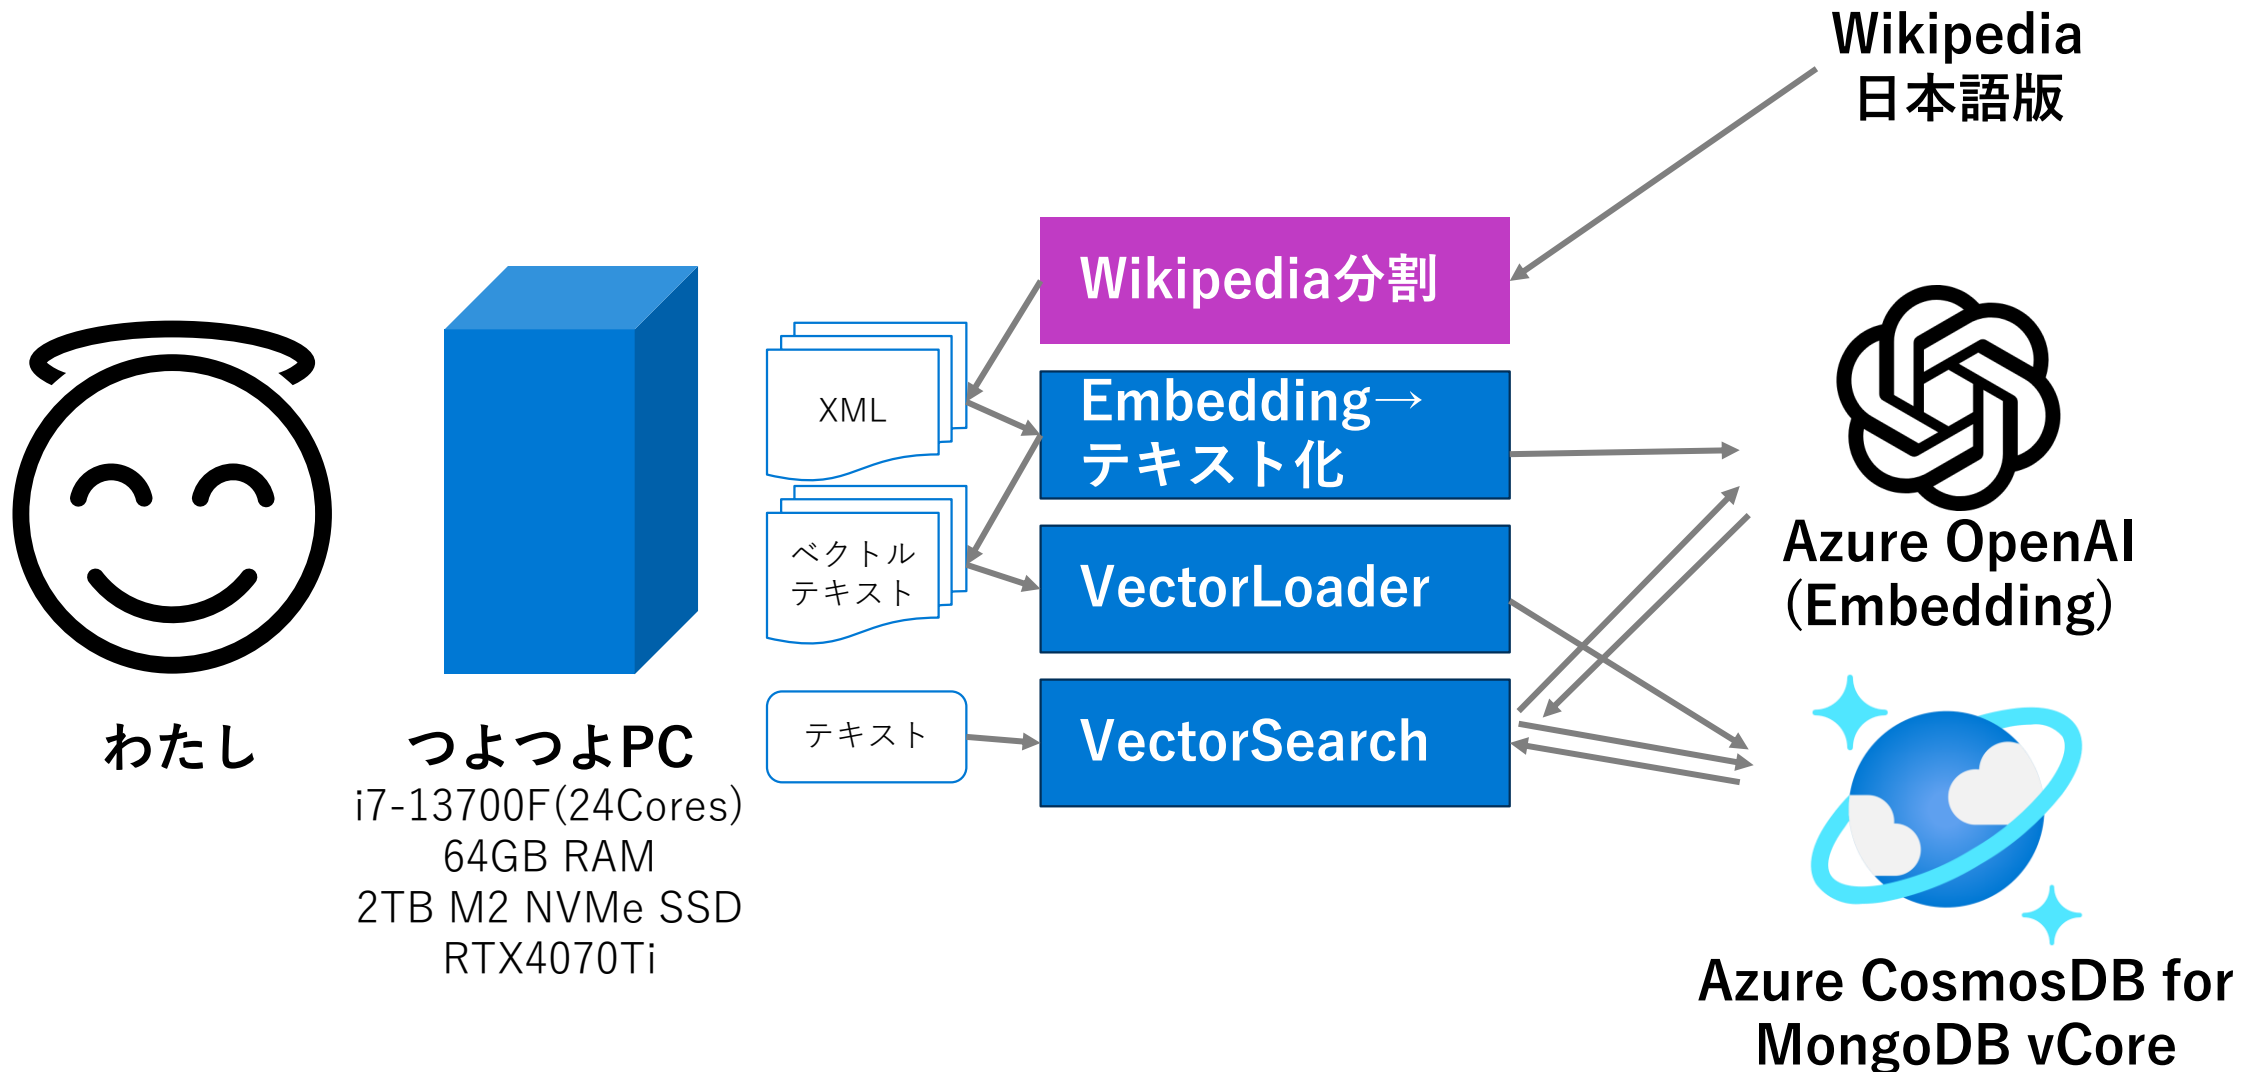 Wikipedia
日本語版
Wikipedia分割
Embedding→
テキスト化
VectorLoader
VectorSearch
XML
ベクトル
テキスト
テキスト
わたし
つよつよPC
i7-13700F(24Cores)
64GB RAM
2TB M2 NVMe SSD
RTX4070Ti
Azure OpenAI
(Embedding)
Azure CosmosDB for
MongoDB vCore